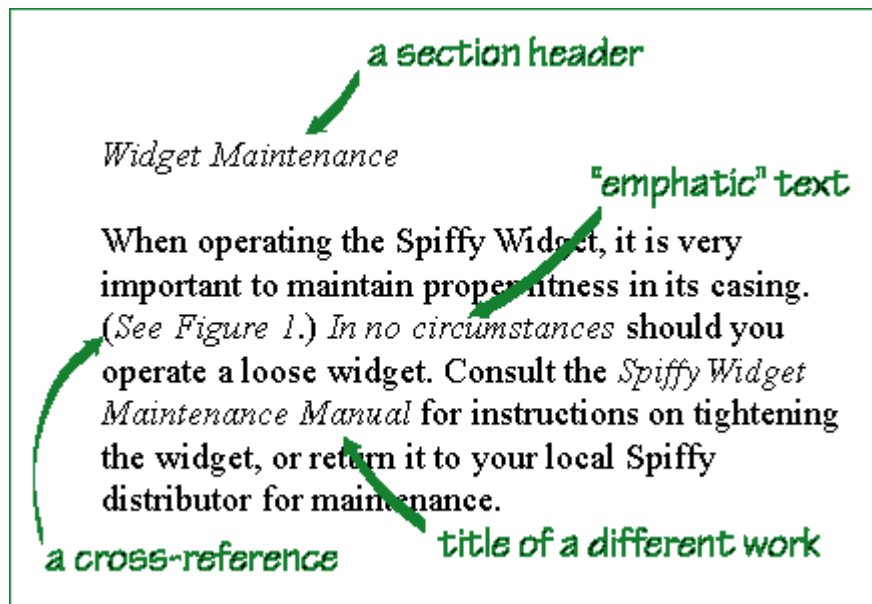 a section header
Widget Maintenance
"emphatic" text
When operating the Spiffy Widget, it is very
important to maintain proper fitness in its casing.
(See Figure 1.) In no circumstances should you
operate a loose widget. Consult the Spiffy Widget
Maintenance Manual for instructions on tightening
the widget, or return it to your local Spiffy
distributor for maintenance.
a cross-reference
title of a different work